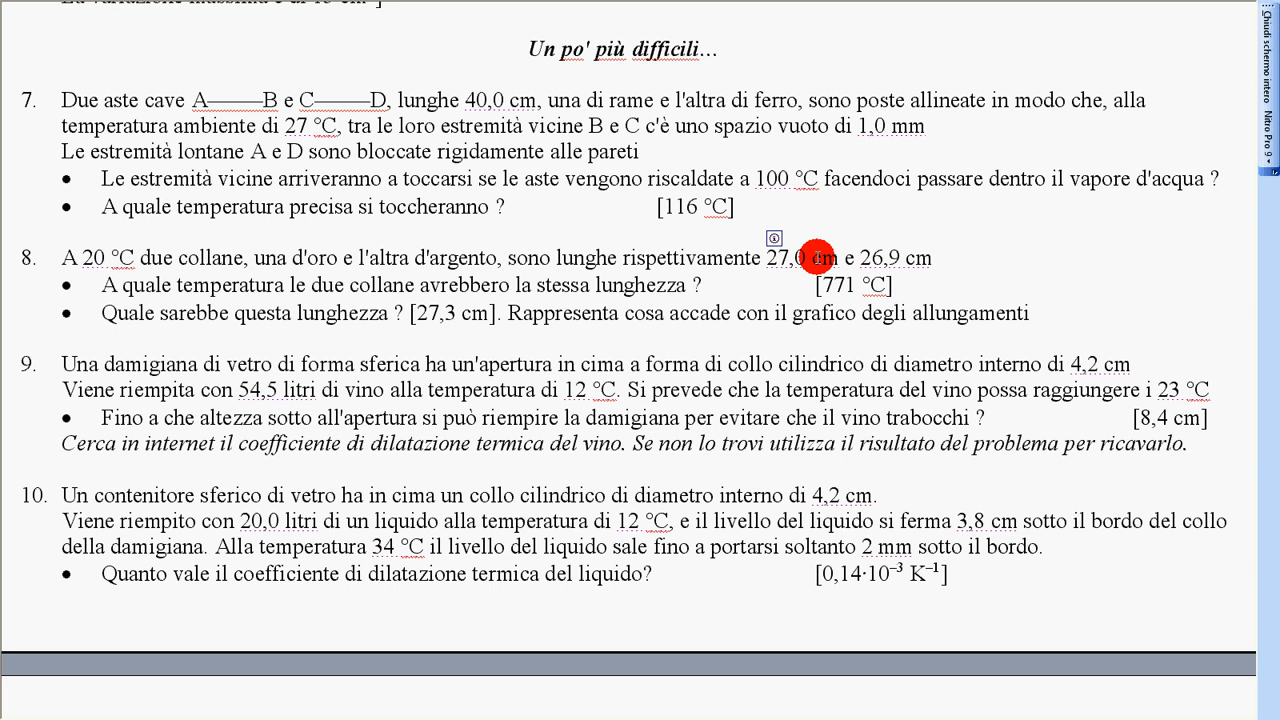 Un po' più difficili…
7. Due aste cave A———B e C———D, lunghe 40,0 cm, una di rame e l'altra di ferro, sono poste allineate in modo che, alla
temperatura ambiente di 27 °C, tra le loro estremità vicine B e C c'è uno spazio vuoto di 1,0 mm
Le estremità lontane A e D sono bloccate rigidamente alle pareti
• Le estremità vicine arriveranno a toccarsi se le aste vengono riscaldate a 100 °C facendoci passare dentro il vapore d'acqua ?
• A quale temperatura precisa si toccheranno ? [116 °C]
8. A 20 °C due collane, una d'oro e l'altra d'argento, sono lunghe rispettivamente 27,0 cm e 26,9 cm
• A quale temperatura le due collane avrebbero la stessa lunghezza ? [771 °C]
• Quale sarebbe questa lunghezza ? [27,3 cm]. Rappresenta cosa accade con il grafico degli allungamenti
9. Una damigiana di vetro di forma sferica ha un'apertura in cima a forma di collo cilindrico di diametro interno di 4,2 cm
Viene riempita con 54,5 litri di vino alla temperatura di 12 °C. Si prevede che la temperatura del vino possa raggiungere i 23 °C
• Fino a che altezza sotto all'apertura si può riempire la damigiana per evitare che il vino trabocchi ? [8,4 cm]
Cerca in internet il coefficiente di dilatazione termica del vino. Se non lo trovi utilizza il risultato del problema per ricavarlo.
10. Un contenitore sferico di vetro ha in cima un collo cilindrico di diametro interno di 4,2 cm.
Viene riempito con 20,0 litri di un liquido alla temperatura di 12 °C, e il livello del liquido si ferma 3,8 cm sotto il bordo del collo
della damigiana. Alla temperatura 34 °C il livello del liquido sale fino a portarsi soltanto 2 mm sotto il bordo.
• Quanto vale il coefficiente di dilatazione termica del liquido? [0,14·10⁻³ K⁻¹]
Chiudi schermo intero Nitro Pro 9